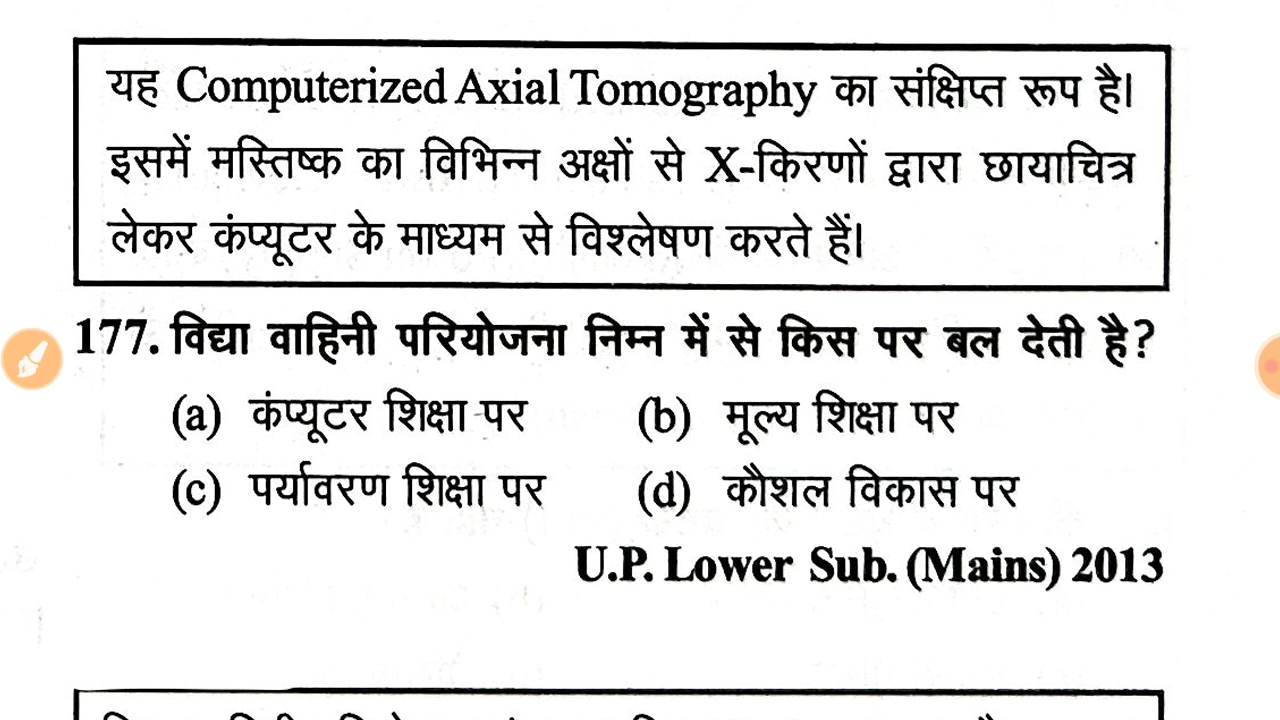 यह Computerized Axial Tomography का संक्षिप्त रूप है।
इसमें मस्तिष्क का विभिन्न अक्षों से X-किरणों द्वारा छायाचित्र
लेकर कंप्यूटर के माध्यम से विश्लेषण करते हैं।
177. विद्या वाहिनी परियोजना निम्न में से किस पर बल देती है?
(a) कंप्यूटर शिक्षा पर (b) मूल्य शिक्षा पर
(c) पर्यावरण शिक्षा पर (d) कौशल विकास पर
U.P. Lower Sub. (Mains) 2013